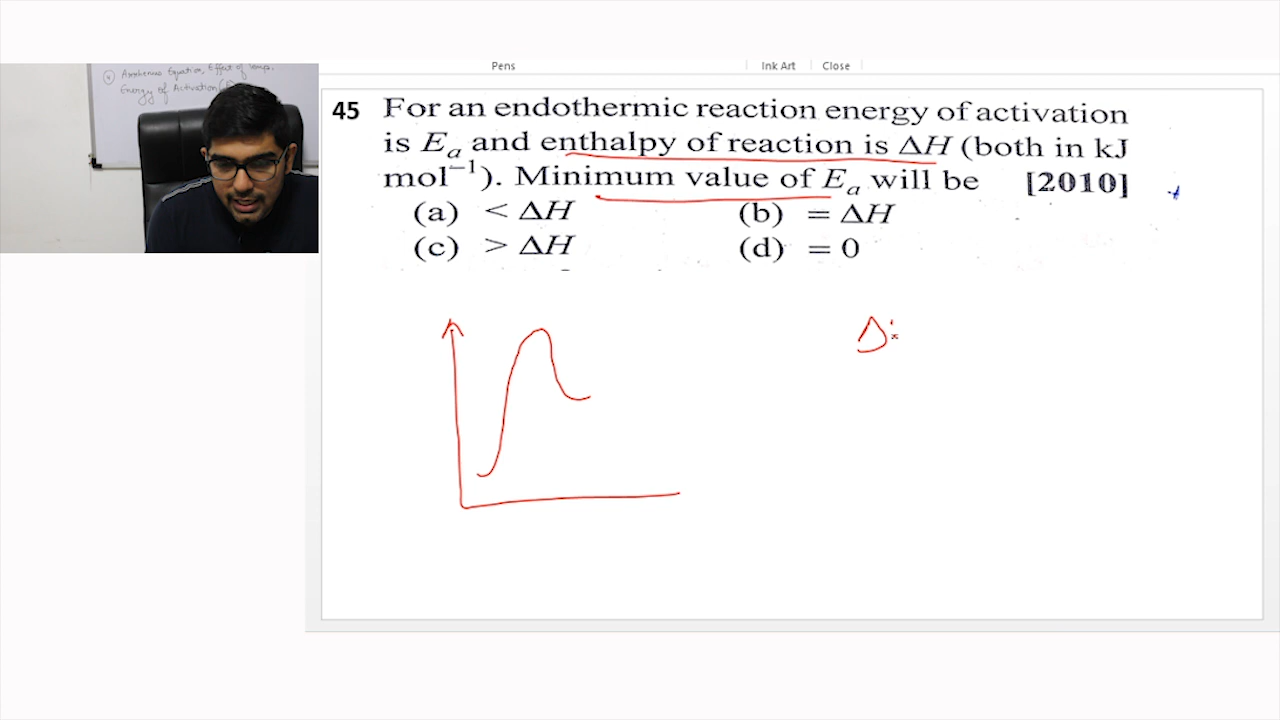 Pens Ink Art Close
Arrhenius Equation, Effect of temp.
Energy of Activation
45 For an endothermic reaction energy of activation
is Ea and enthalpy of reaction is ΔH (both in kJ
mol⁻¹). Minimum value of Ea will be [2010]
(a) < ΔH (b) = ΔH
(c) > ΔH (d) = 0
Δ